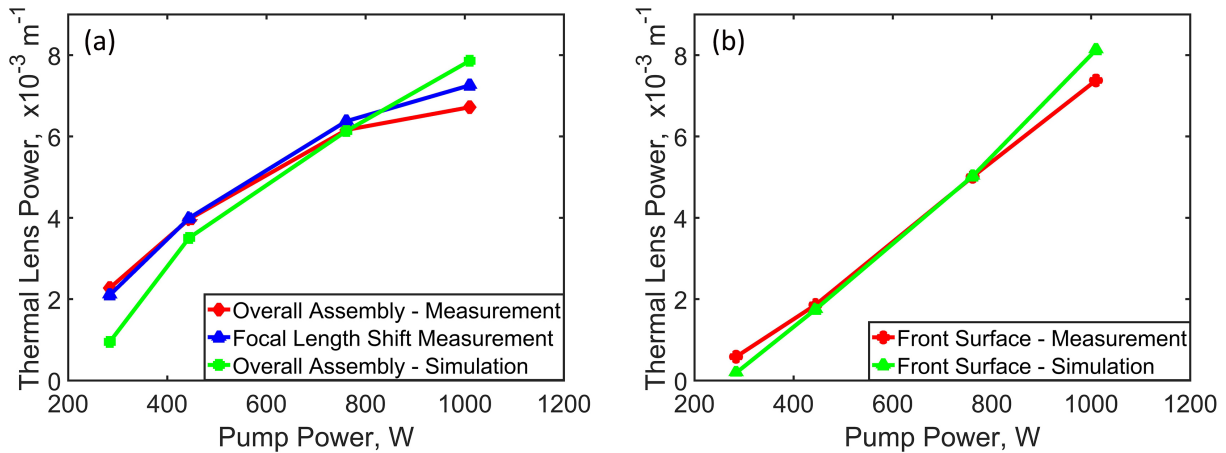 (a)
Thermal Lens Power, x10⁻³ m⁻¹
8
6
4
2
0
Overall Assembly - Measurement
Focal Length Shift Measurement
Overall Assembly - Simulation
200 400 600 800 1000 1200
Pump Power, W
(b)
Thermal Lens Power, x10⁻³ m⁻¹
8
6
4
2
0
Front Surface - Measurement
Front Surface - Simulation
200 400 600 800 1000 1200
Pump Power, W